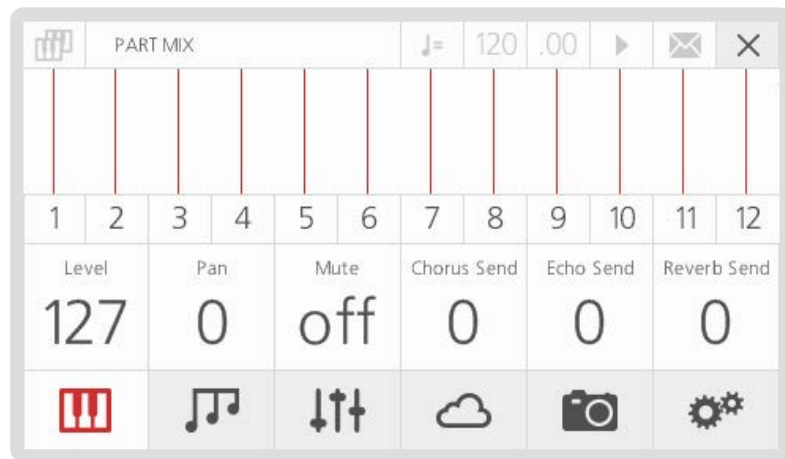 PART MIX ♩= 120 .00
1 2 3 4 5 6 7 8 9 10 11 12
Level Pan Mute Chorus Send Echo Send Reverb Send
127 0 off 0 0 0